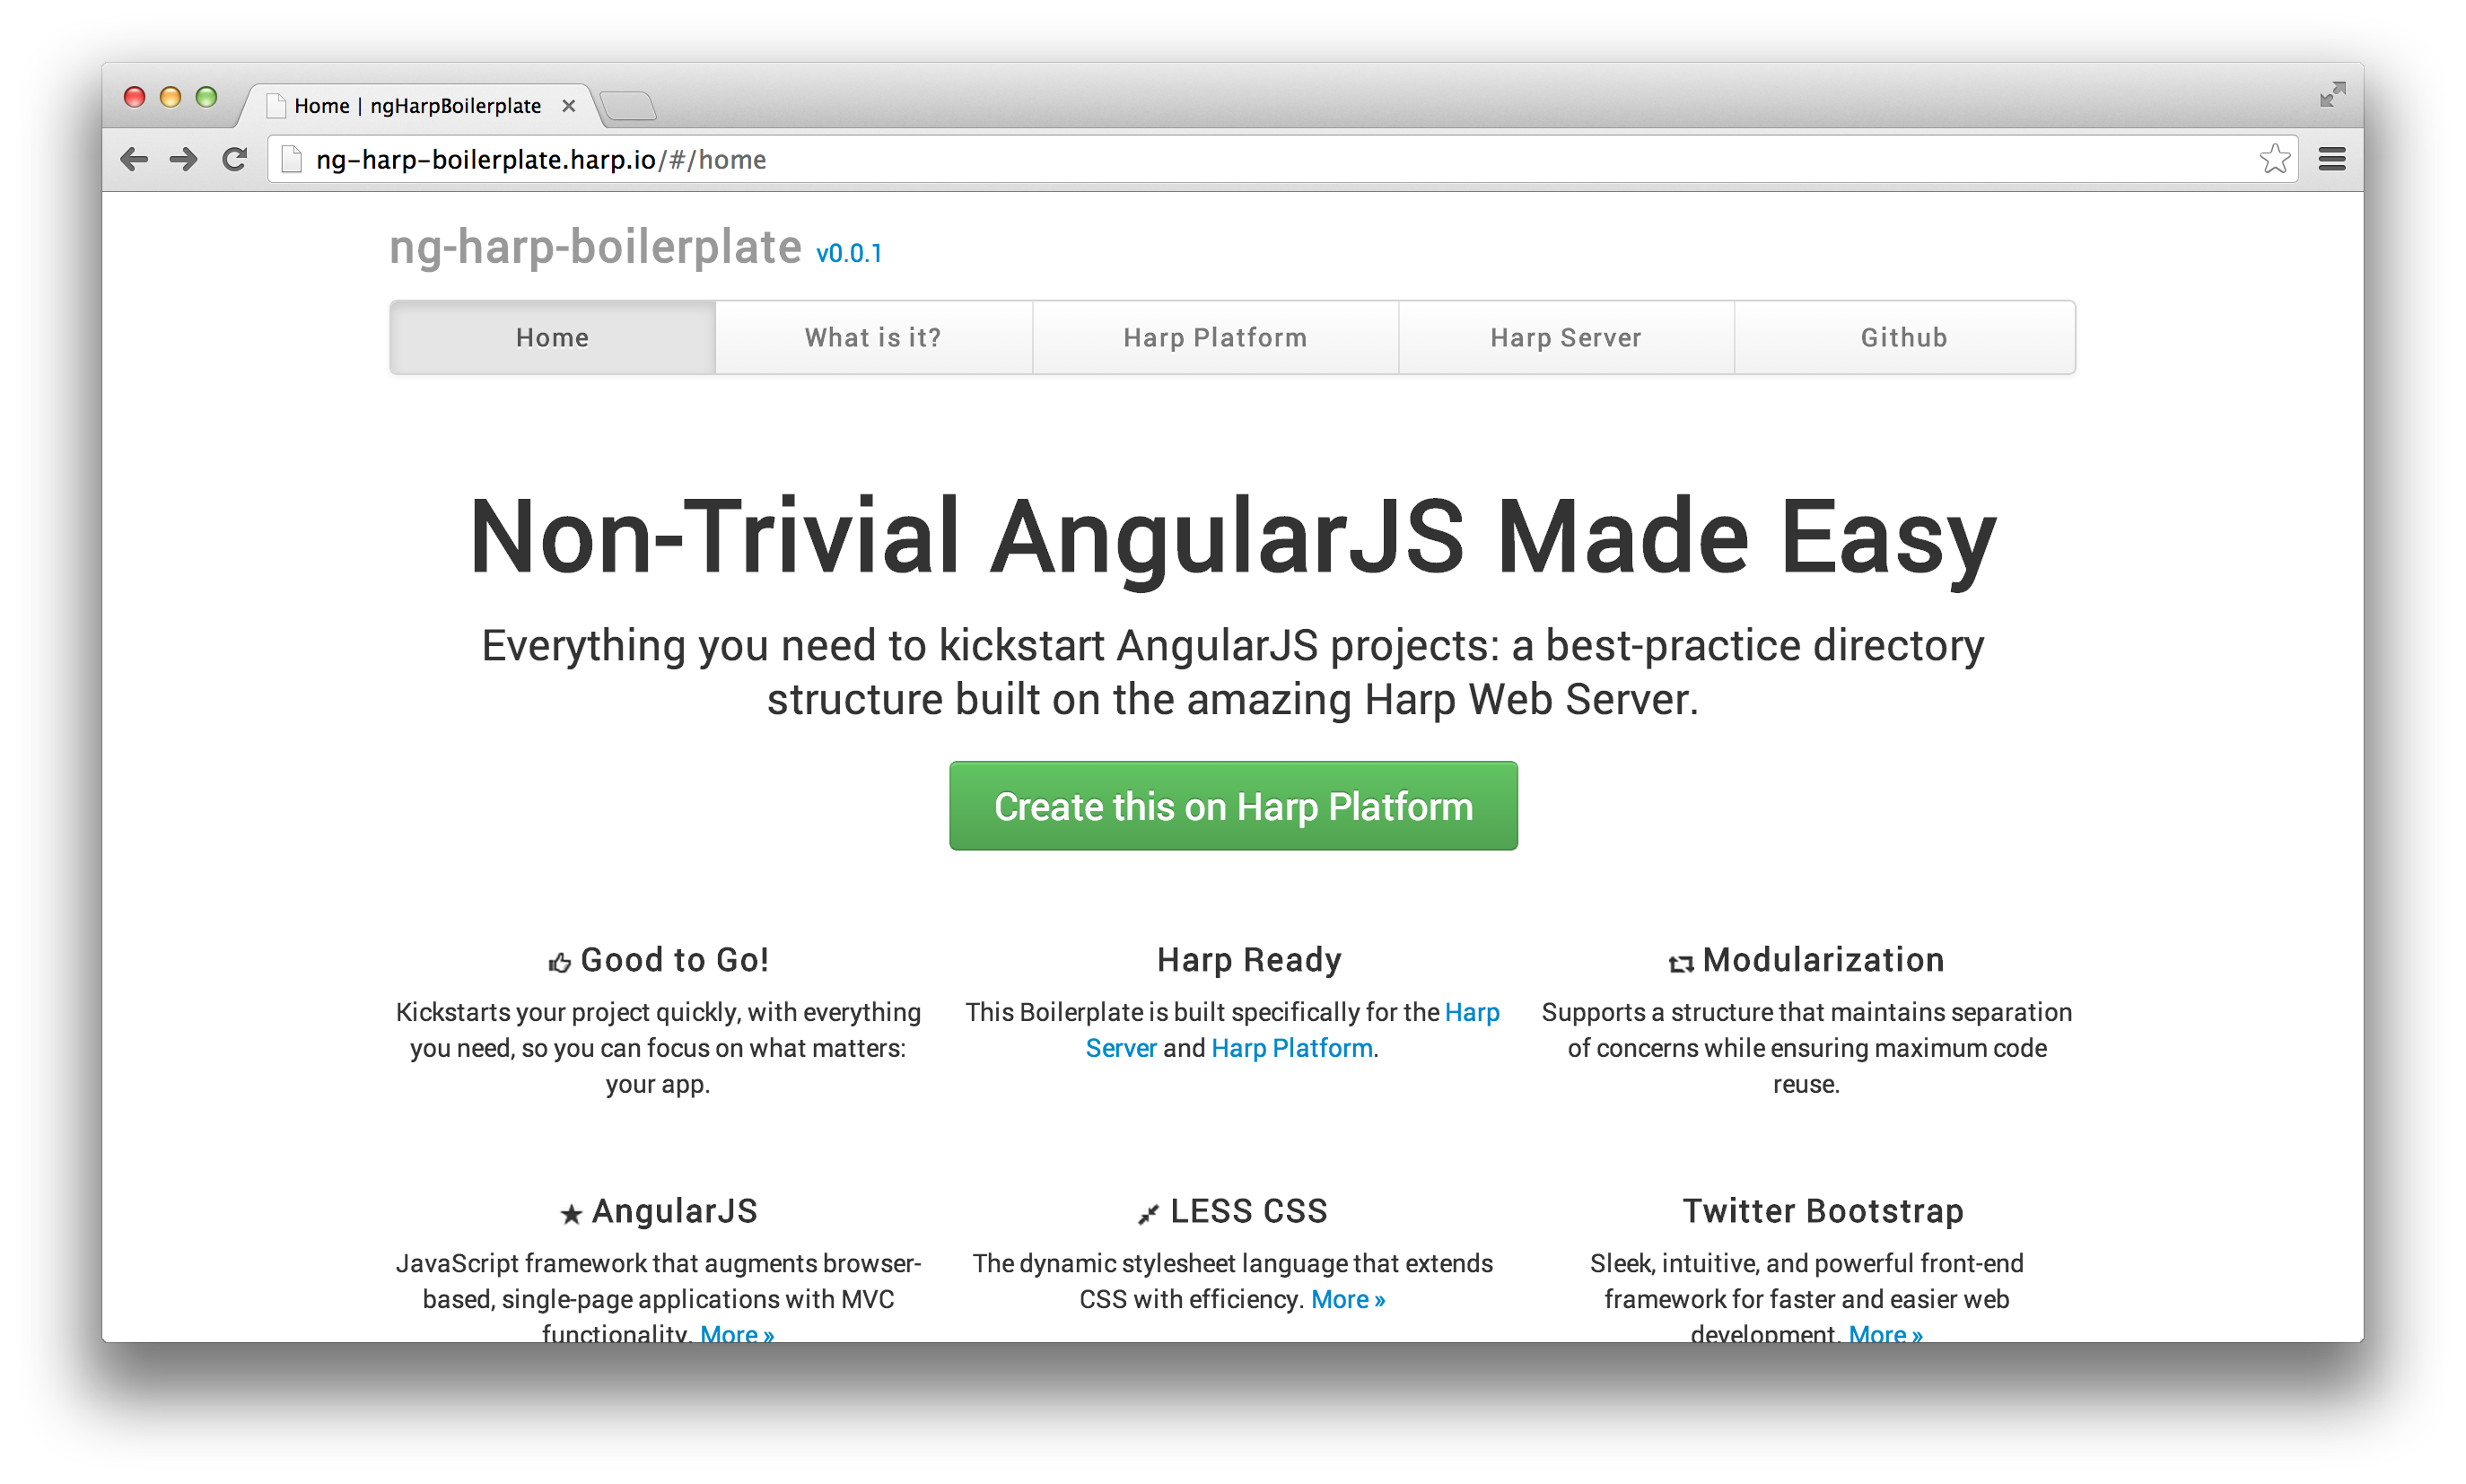 Home | ngHarpBoilerplate
ng-harp-boilerplate.harp.io/#/home
ng-harp-boilerplate v0.0.1
Home What is it? Harp Platform Harp Server Github
Non-Trivial AngularJS Made Easy
Everything you need to kickstart AngularJS projects: a best-practice directory
structure built on the amazing Harp Web Server.
Create this on Harp Platform
Good to Go!
Kickstarts your project quickly, with everything
you need, so you can focus on what matters:
your app.
Harp Ready
This Boilerplate is built specifically for the Harp
Server and Harp Platform.
Modularization
Supports a structure that maintains separation
of concerns while ensuring maximum code
reuse.
AngularJS
JavaScript framework that augments browser-
based, single-page applications with MVC
functionality. More »
LESS CSS
The dynamic stylesheet language that extends
CSS with efficiency. More »
Twitter Bootstrap
Sleek, intuitive, and powerful front-end
framework for faster and easier web
development. More »